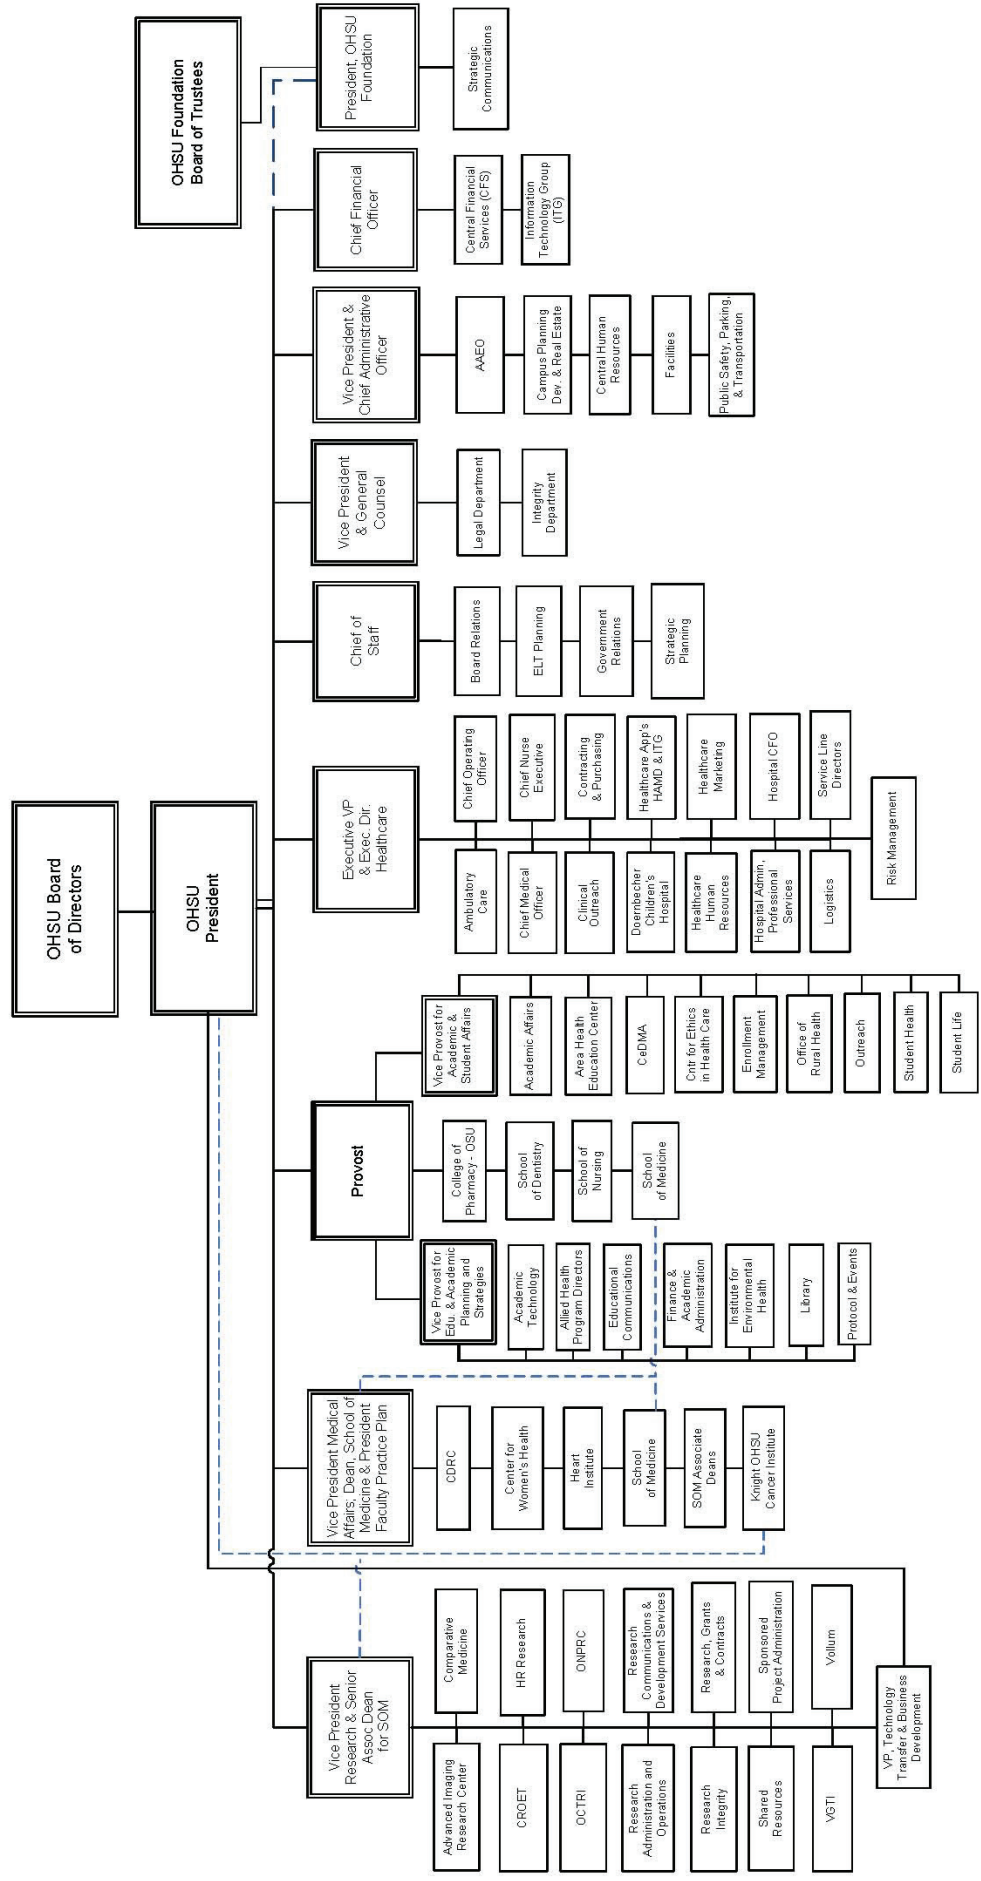 OHSU Board
of Directors
OHSU
President
OHSU Foundation
Board of Trustees
Vice President
Research & Senior
Assoc Dean
for SOM
Advanced Imaging
Research Center
Comparative
Medicine
CROET
HR Research
OCTRI
ONPRC
Research
Administration and
Operations
Research
Communications &
Development Services
Research
Integrity
Research, Grants
& Contracts
Shared
Resources
Sponsored
Project Administration
VGTI
Vollum
VP, Technology
Transfer & Business
Development
Vice President Medical
Affairs; Dean, School of
Medicine & President
Faculty Practice Plan
CDRC
Center for
Women's Health
Heart
Institute
School
of Medicine
SOM Associate
Deans
Knight OHSU
Cancer Institute
Provost
Vice Provost for
Edu. & Academic
Planning and
Strategies
Academic
Technology
Allied Health
Program Directors
Educational
Communications
Finance &
Academic
Administration
Institute for
Environmental
Health
Library
Protocol & Events
College of
Pharmacy - OSU
School
of Dentistry
School of
Nursing
School
of Medicine
Vice Provost for
Academic &
Student Affairs
Academic Affairs
Area Health
Education Center
CeDMA
Cntr for Ethics
in Health Care
Enrollment
Management
Office of
Rural Health
Outreach
Student Health
Student Life
Executive VP
& Exec. Dir.
Healthcare
Ambulatory
Care
Chief Operating
Officer
Chief Medical
Officer
Chief Nurse
Executive
Clinical
Outreach
Contracting
& Purchasing
Doernbecher
Children's
Hospital
Healthcare App's
HAMD & ITG
Healthcare
Human
Resources
Healthcare
Marketing
Hospital Admin,
Professional
Services
Hospital CFO
Logistics
Service Line
Directors
Risk Management
Chief of
Staff
Board Relations
ELT Planning
Government
Relations
Strategic
Planning
Vice President
& General
Counsel
Legal Department
Integrity
Department
Vice President &
Chief Administrative
Officer
AAEO
Campus Planning
Dev. & Real Estate
Central Human
Resources
Facilities
Public Safety, Parking,
& Transportation
Chief Financial
Officer
Central Financial
Services (CFS)
Information
Technology Group
(ITG)
President, OHSU
Foundation
Strategic
Communications